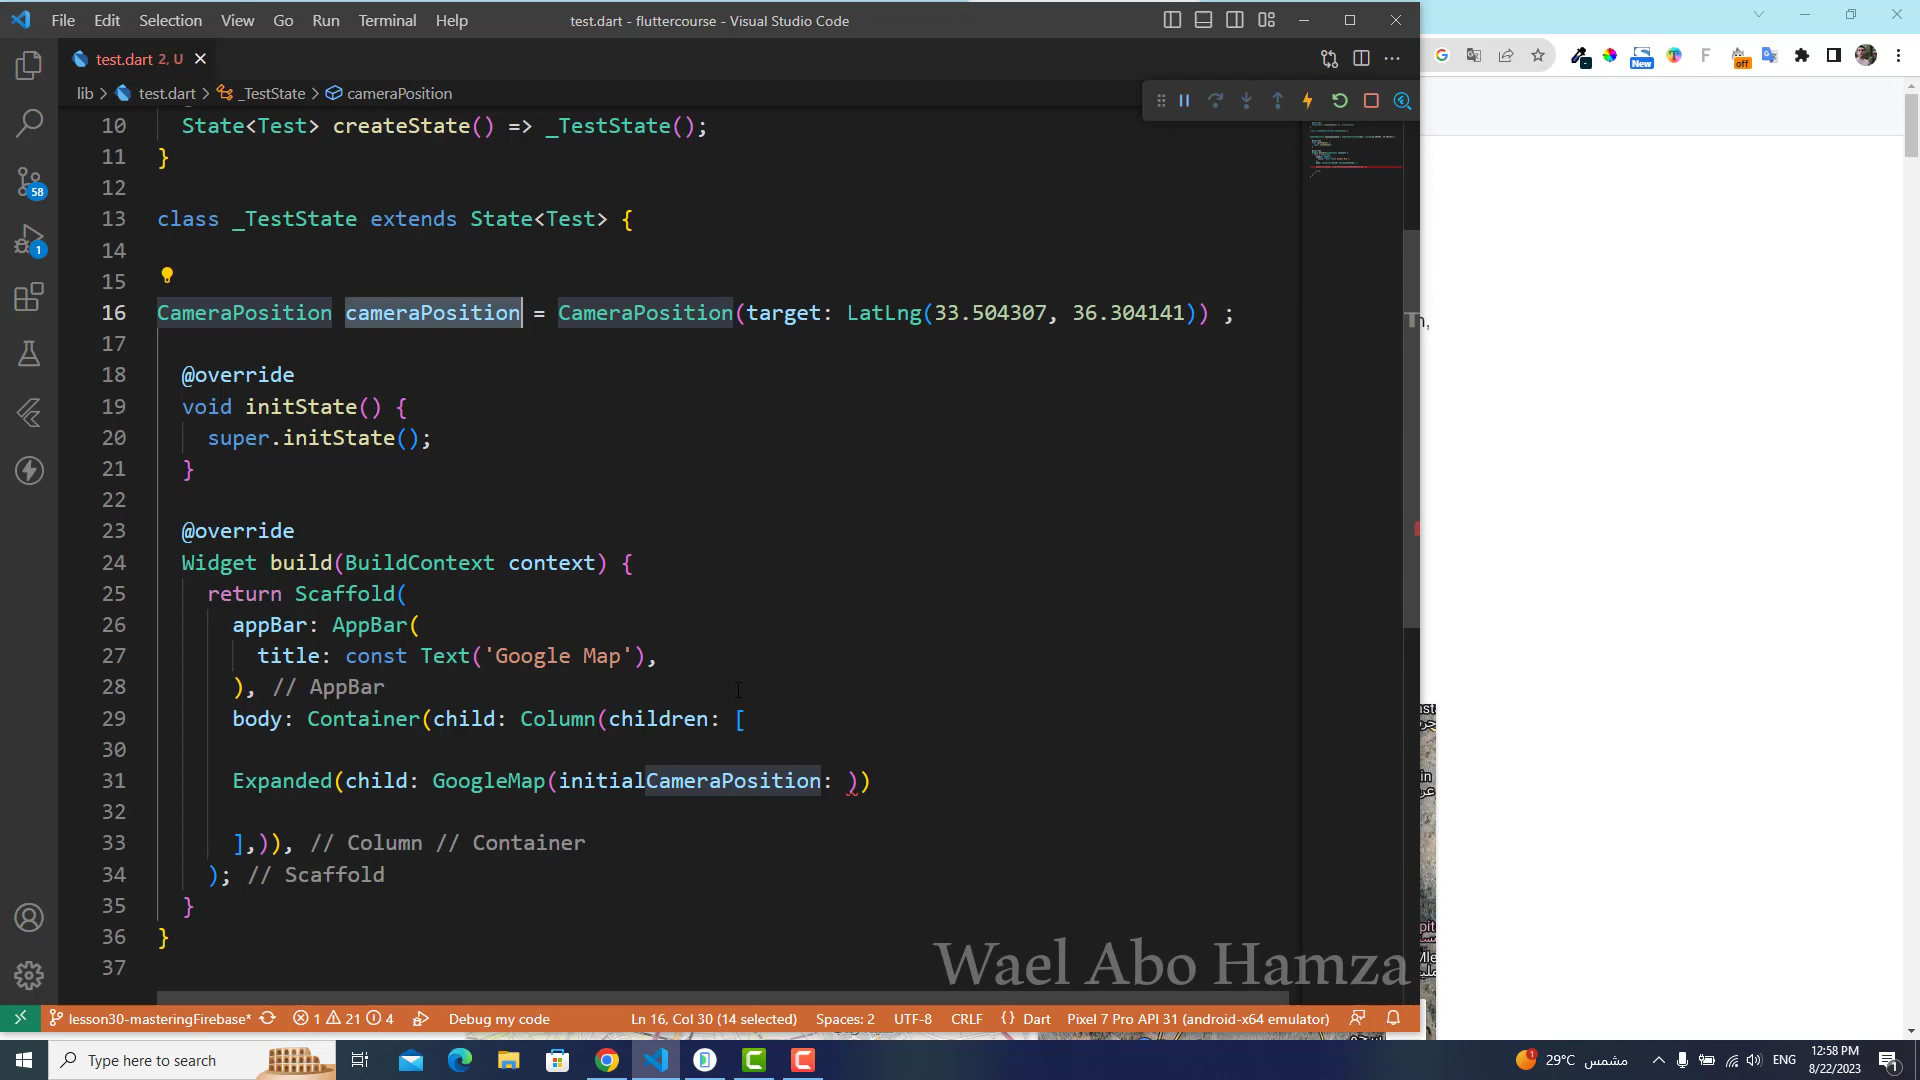 File Edit Selection View Go Run Terminal Help
test.dart - fluttercourse - Visual Studio Code
test.dart 2, U
lib > test.dart > _TestState > cameraPosition
10 State<Test> createState() => _TestState();
11 }
12
13 class _TestState extends State<Test> {
14
15
16 CameraPosition cameraPosition = CameraPosition(target: LatLng(33.504307, 36.304141)) ;
17
18 @override
19 void initState() {
20 super.initState();
21 }
22
23 @override
24 Widget build(BuildContext context) {
25 return Scaffold(
26 appBar: AppBar(
27 title: const Text('Google Map'),
28 ), // AppBar
29 body: Container(child: Column(children: [
30
31 Expanded(child: GoogleMap(initialCameraPosition: ))
32
33 ],)), // Column // Container
34 ); // Scaffold
35 }
36 }
37
58
1
New
off
Wael Abo Hamza
lesson30-masteringFirebase* 1 21 4 Debug my code Ln 16, Col 30 (14 selected) Spaces: 2 UTF-8 CRLF {} Dart Pixel 7 Pro API 31 (android-x64 emulator)
Type here to search
1 29°C مشمس ENG
12:58 PM
8/22/2023
1